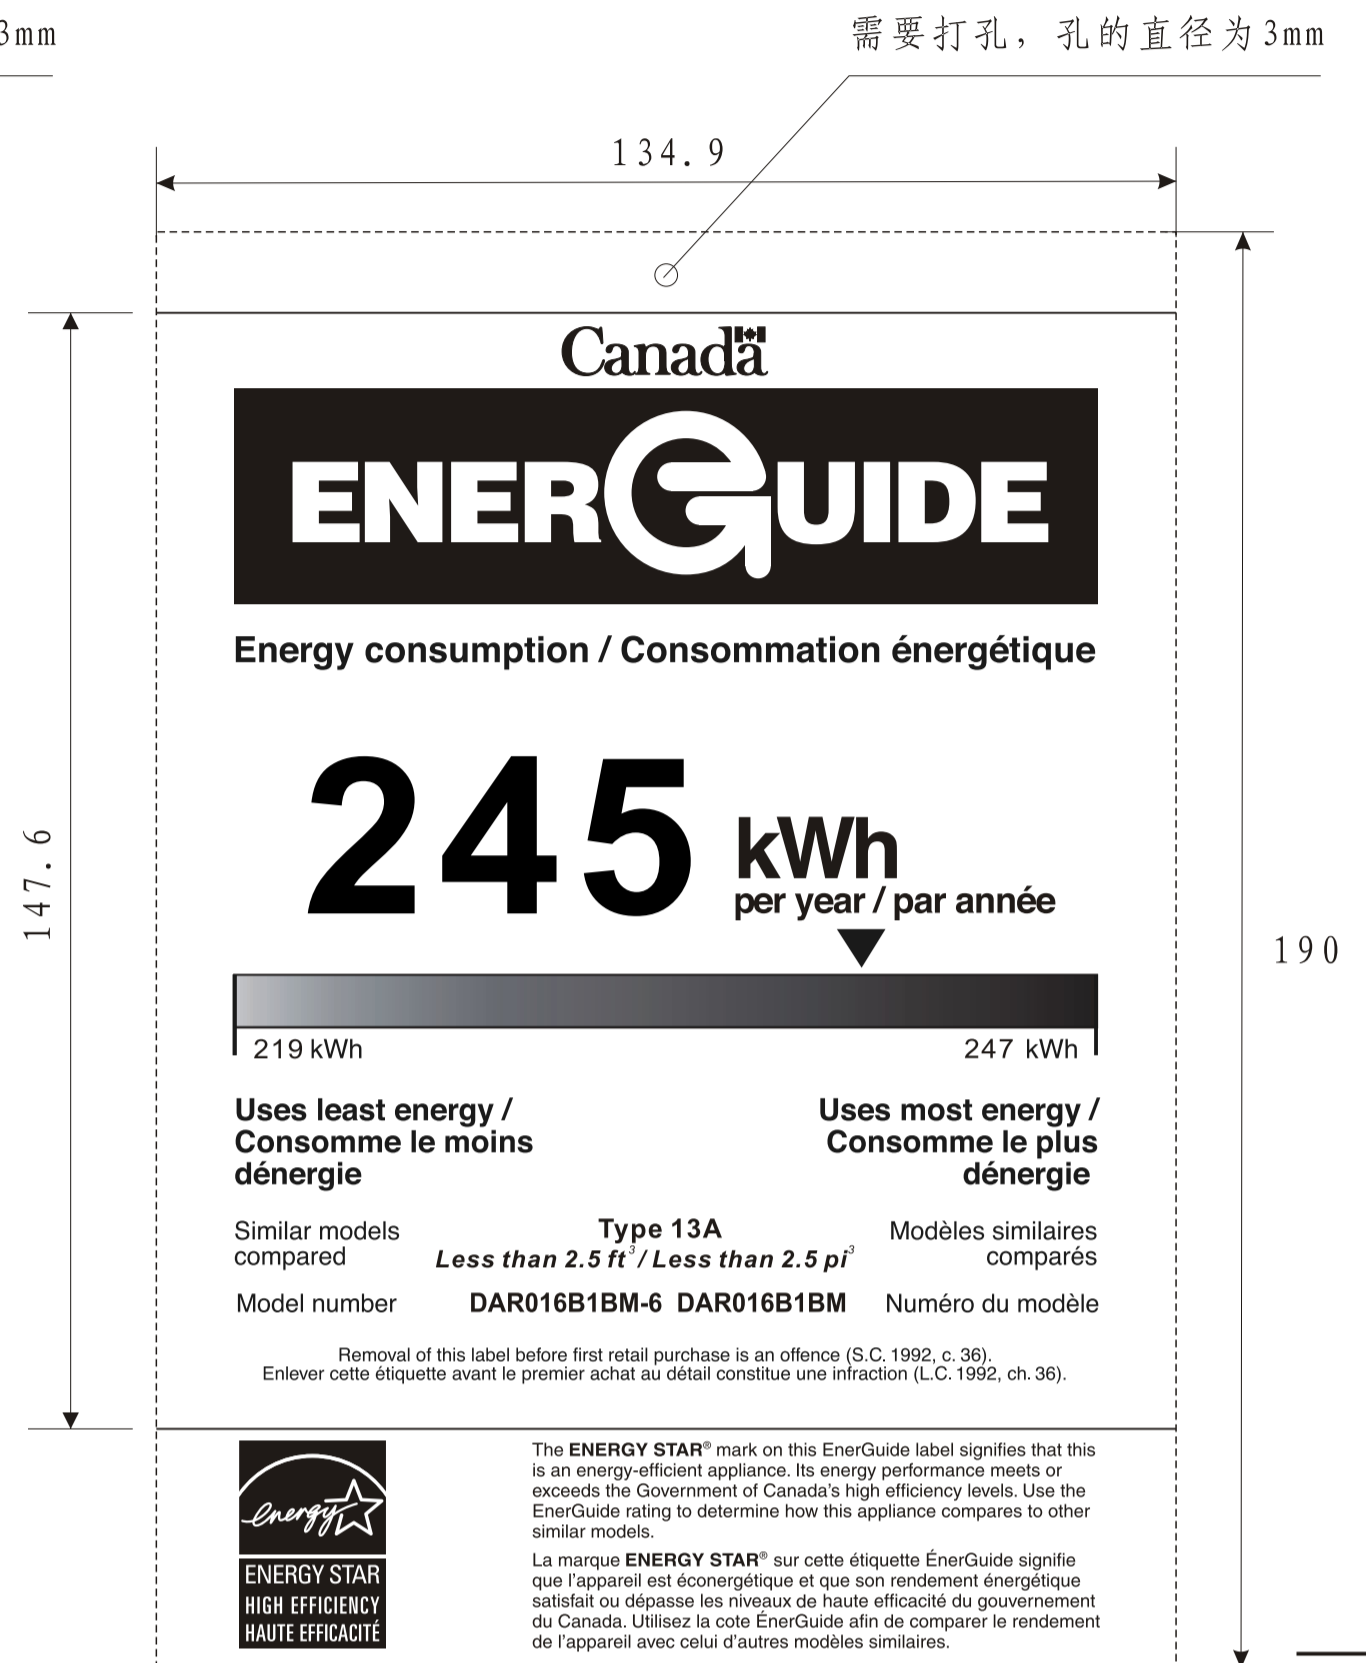 3mm
需要打孔，孔的直径为3mm
134.9
Canada
ENERGUIDE
Energy consumption / Consommation énergétique
245 kWh
per year / par année
147.6
190
219 kWh
247 kWh
Uses least energy /
Consomme le moins
dénergie
Uses most energy /
Consomme le plus
dénergie
Similar models
compared
Type 13A
Less than 2.5 ft³/ Less than 2.5 pi³
Modèles similaires
comparés
Model number
DAR016B1BM-6 DAR016B1BM
Numéro du modèle
Removal of this label before first retail purchase is an offence (S.C. 1992, c. 36).
Enlever cette étiquette avant le premier achat au détail constitue une infraction (L.C. 1992, ch. 36).
energy
ENERGY STAR
HIGH EFFICIENCY
HAUTE EFFICACITÉ
The ENERGY STAR® mark on this EnerGuide label signifies that this
is an energy-efficient appliance. Its energy performance meets or
exceeds the Government of Canada's high efficiency levels. Use the
EnerGuide rating to determine how this appliance compares to other
similar models.
La marque ENERGY STAR® sur cette étiquette ÉnerGuide signifie
que l'appareil est éconergétique et que son rendement énergétique
satisfait ou dépasse les niveaux de haute efficacité du gouvernement
du Canada. Utilisez la cote ÉnerGuide afin de comparer le rendement
de l'appareil avec celui d'autres modèles similaires.